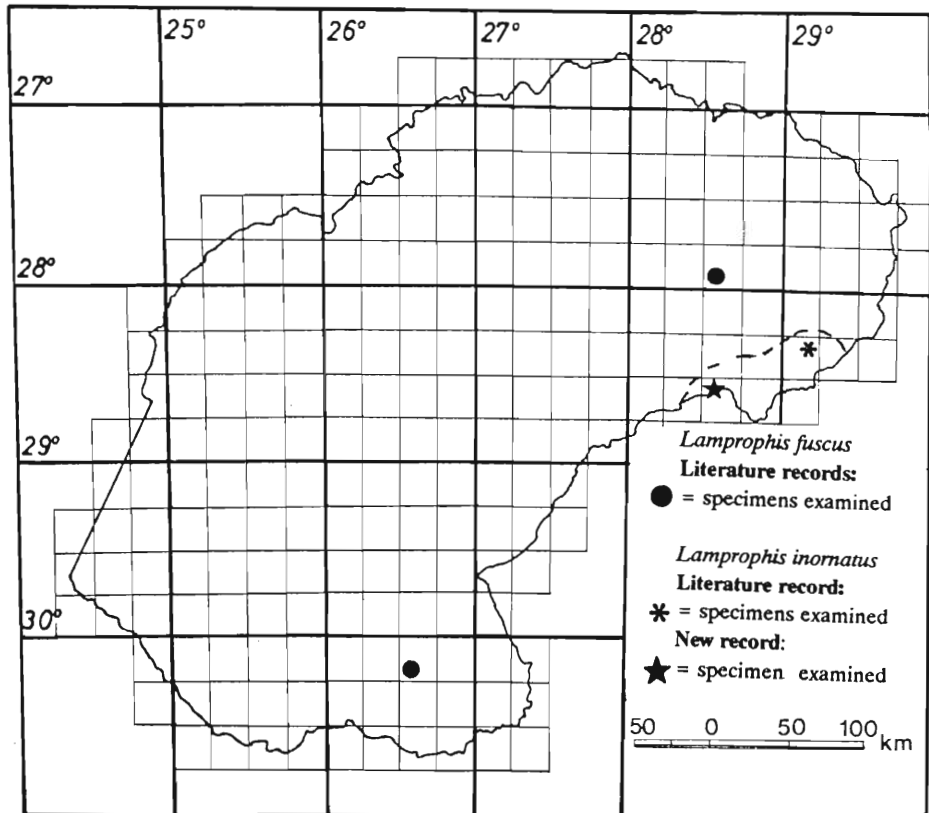 25° 26° 27° 28° 29°
27°
28°
29°
30°
Lamprophis fuscus
Literature records:
● = specimens examined
Lamprophis inornatus
Literature record:
* = specimens examined
New record:
★ = specimen examined
50 0 50 100 km